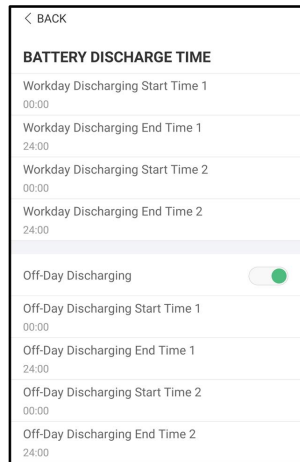 < BACK
BATTERY DISCHARGE TIME
Workday Discharging Start Time 1
00:00
Workday Discharging End Time 1
24:00
Workday Discharging Start Time 2
00:00
Workday Discharging End Time 2
24:00
Off-Day Discharging
Off-Day Discharging Start Time 1
00:00
Off-Day Discharging End Time 1
24:00
Off-Day Discharging Start Time 2
00:00
Off-Day Discharging End Time 2
24:00